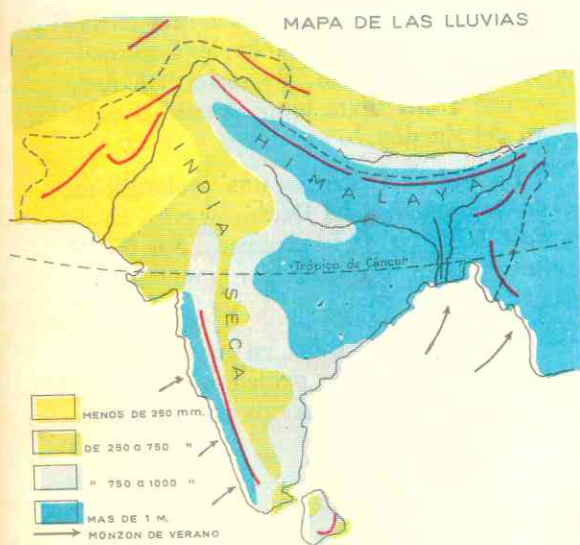 MAPA DE LAS LLUVIAS
HIMALAYA
INDIA
SECA
Trópico de Cáncer
MENOS DE 250 mm.
DE 250 a 750 "
" 750 a 1000 "
MAS DE 1 M.
MONZON DE VERANO